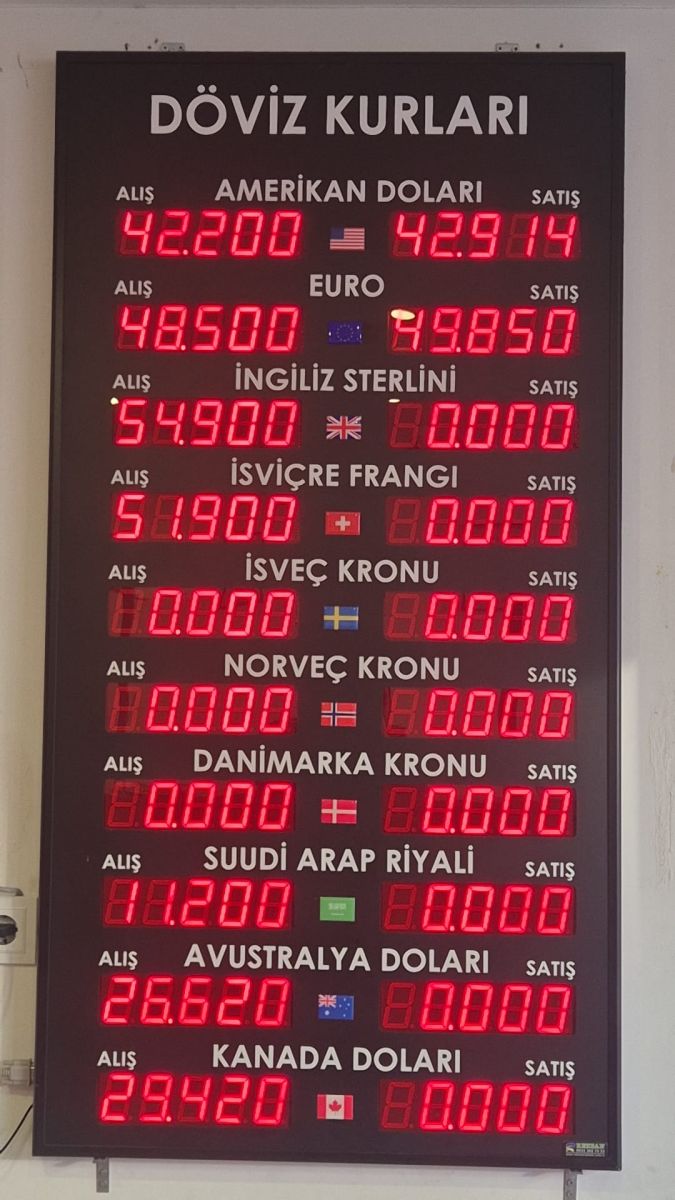 DÖVİZ KURLARI
ALIŞ AMERİKAN DOLARI SATIŞ
42.200 42.914
ALIŞ EURO SATIŞ
48.500 49.850
ALIŞ İNGİLİZ STERLİNİ SATIŞ
54.900 0.000
ALIŞ İSVİÇRE FRANGI SATIŞ
51.900 0.000
ALIŞ İSVEÇ KRONU SATIŞ
0.000 0.000
ALIŞ NORVEÇ KRONU SATIŞ
0.000 0.000
ALIŞ DANİMARKA KRONU SATIŞ
0.000 0.000
ALIŞ SUUDİ ARAP RİYALİ SATIŞ
11.200 0.000
ALIŞ AVUSTRALYA DOLARI SATIŞ
26.620 0.000
ALIŞ KANADA DOLARI SATIŞ
29.420 0.000